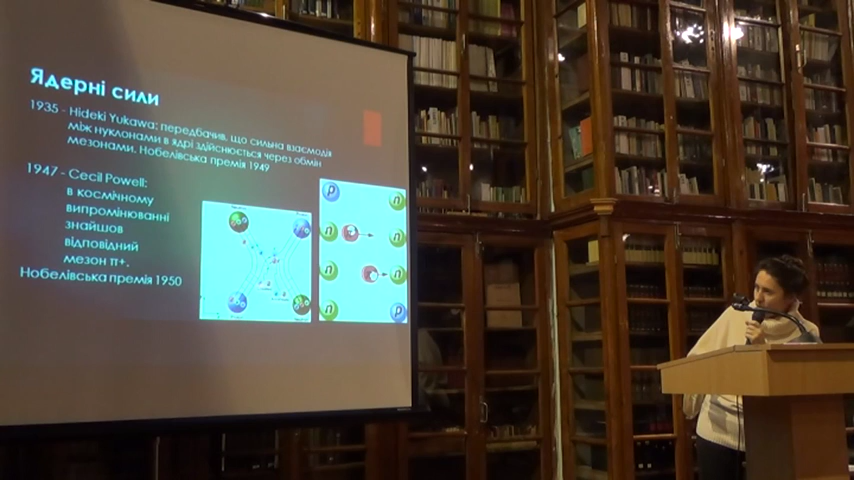 Ядерні сили
1935 - Hideki Yukawa: передбачив, що сильна взаємодія
між нуклонами в ядрі здійснюється через обмін
мезонами. Нобелівська премія 1949
1947 - Cecil Powell:
в космічному
випромінюванні
знайшов
відповідний
мезон π+.
Нобелівська премія 1950
p n
n n
n n
n p